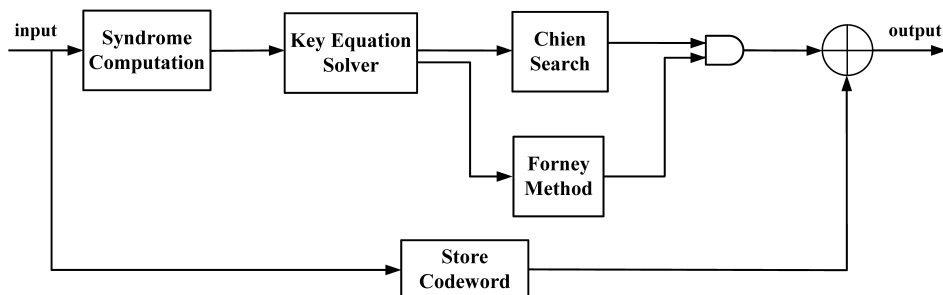 input
Syndrome
Computation
Key Equation
Solver
Chien
Search
output
Forney
Method
Store
Codeword